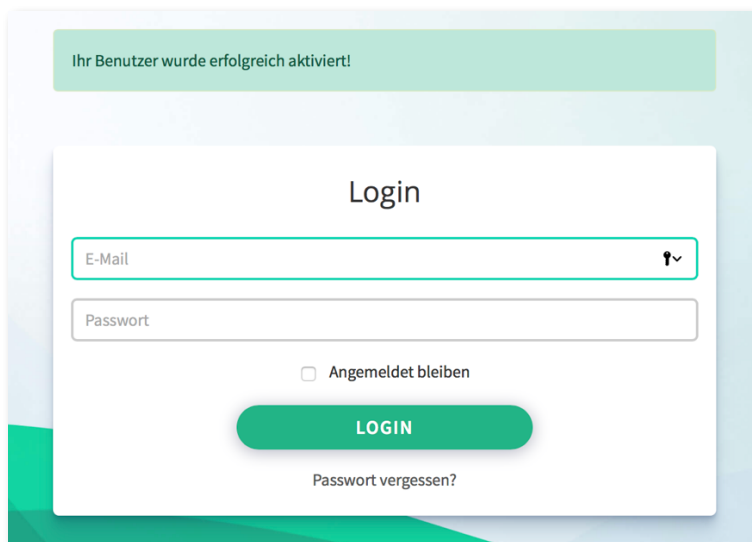 Ihr Benutzer wurde erfolgreich aktiviert!
Login
E-Mail
Passwort
Angemeldet bleiben
LOGIN
Passwort vergessen?